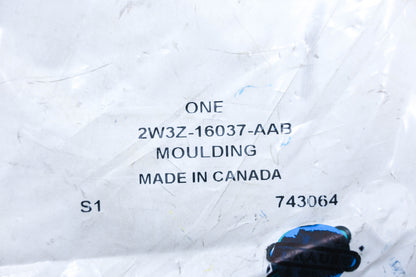 ONE
2W3Z-16037-AAB
MOULDING
MADE IN CANADA
S1 743064